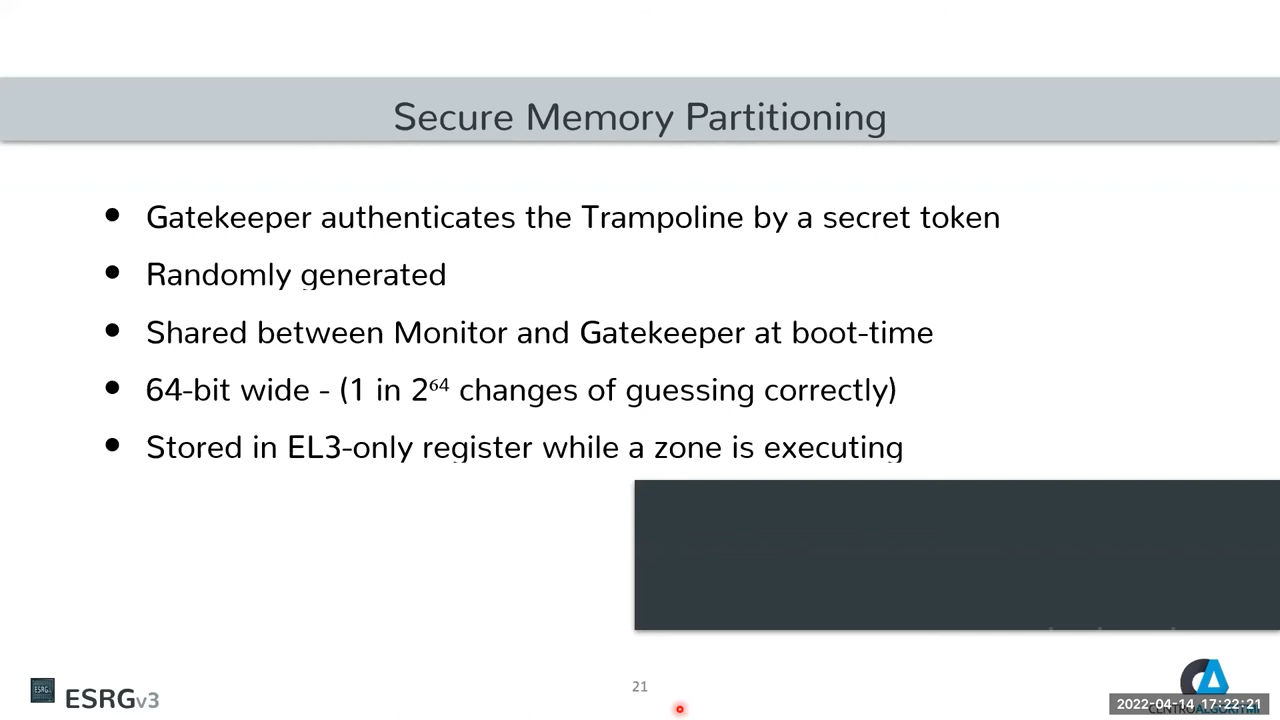 Secure Memory Partitioning
● Gatekeeper authenticates the Trampoline by a secret token
● Randomly generated
● Shared between Monitor and Gatekeeper at boot-time
● 64-bit wide - (1 in 2⁶⁴ changes of guessing correctly)
● Stored in EL3-only register while a zone is executing
ESRGv3
21
2022-04-14 17:22:21
CENTROALGORITMI